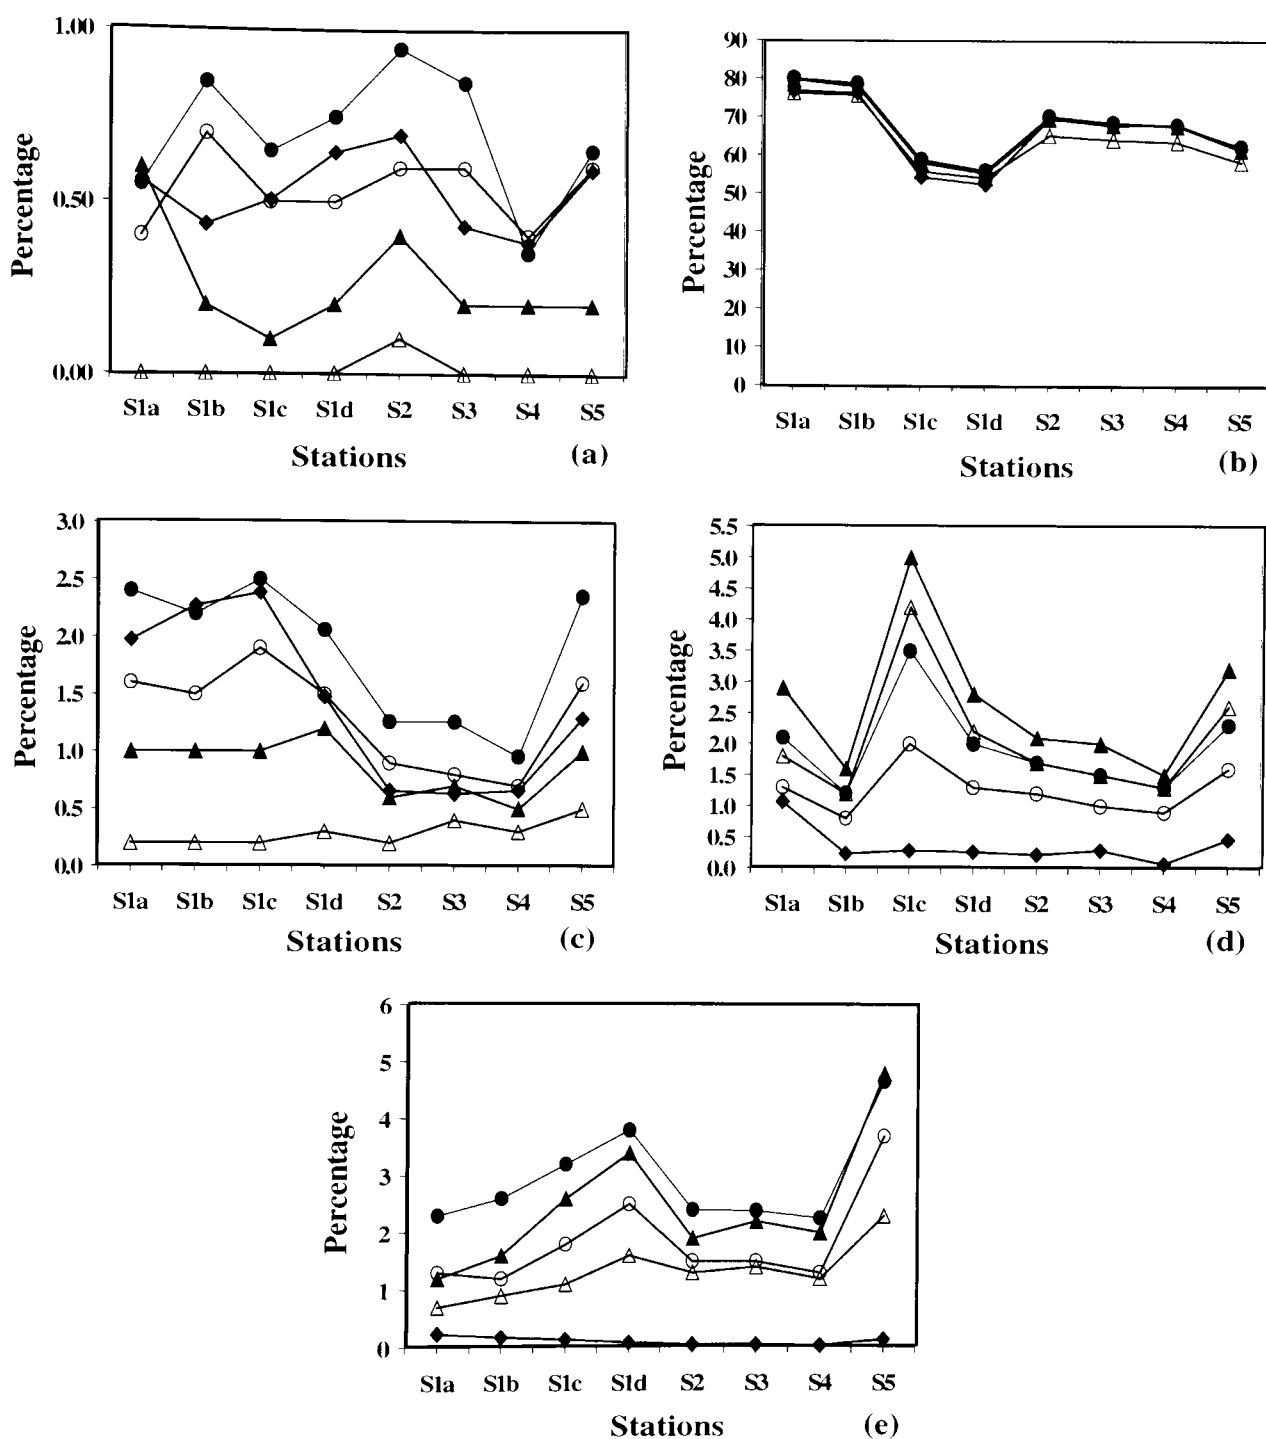 1.00
0.50
0.00
Percentage
S1a S1b S1c S1d S2 S3 S4 S5
Stations
(a)
90
80
70
60
50
40
30
20
10
0
Percentage
S1a S1b S1c S1d S2 S3 S4 S5
Stations
(b)
3.0
2.5
2.0
1.5
1.0
0.5
0.0
Percentage
S1a S1b S1c S1d S2 S3 S4 S5
Stations
(c)
5.5
5.0
4.5
4.0
3.5
3.0
2.5
2.0
1.5
1.0
0.5
0.0
Percentage
S1a S1b S1c S1d S2 S3 S4 S5
Stations
(d)
6
5
4
3
2
1
0
Percentage
S1a S1b S1c S1d S2 S3 S4 S5
Stations
(e)